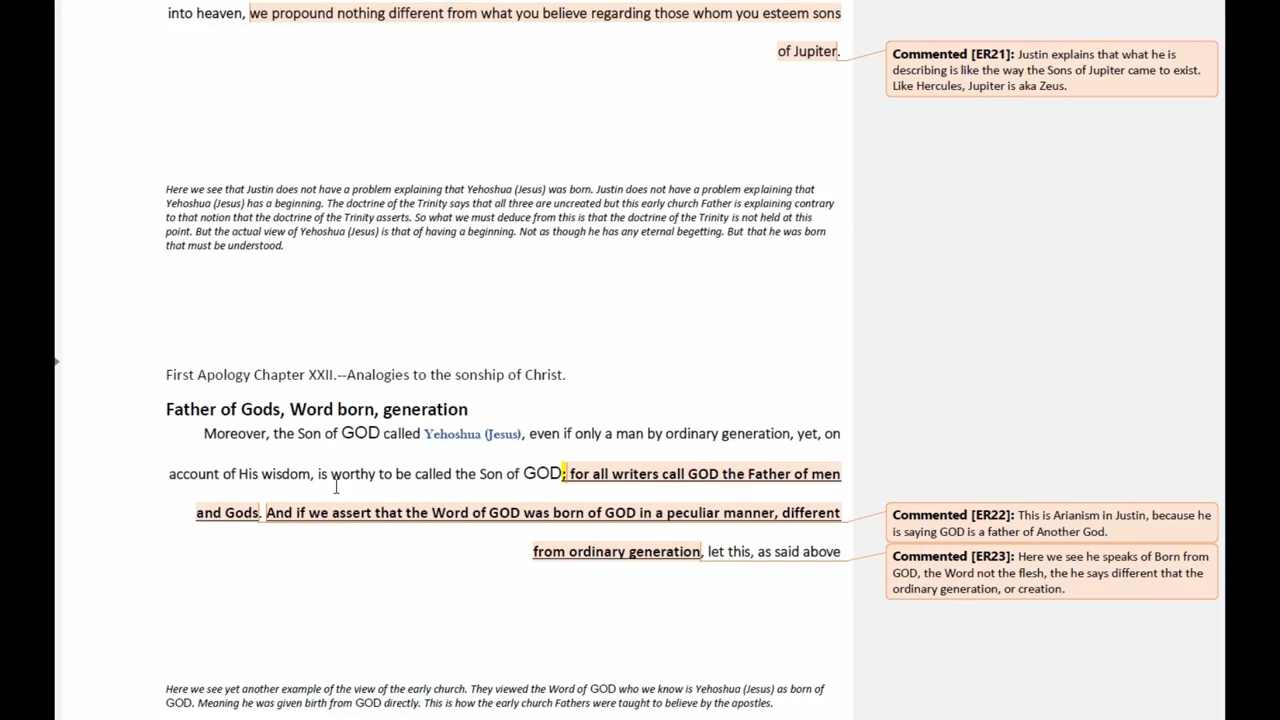 into heaven, we propound nothing different from what you believe regarding those whom you esteem sons
of Jupiter.
Commented [ER21]: Justin explains that what he is
describing is like the way the Sons of Jupiter came to exist.
Like Hercules, Jupiter is aka Zeus.
Here we see that Justin does not have a problem explaining that Yehoshua (Jesus) was born. Justin does not have a problem explaining that
Yehoshua (Jesus) has a beginning. The doctrine of the Trinity says that all three are uncreated but this early church Father is explaining contrary
to that notion that the doctrine of the Trinity asserts. So what we must deduce from this is that the doctrine of the Trinity is not held at this
point. But the actual view of Yehoshua (Jesus) is that of having a beginning. Not as though he has any eternal begetting. But that he was born
that must be understood.
First Apology Chapter XXII.--Analogies to the sonship of Christ.
Father of Gods, Word born, generation
Moreover, the Son of GOD called Yehoshua (Jesus), even if only a man by ordinary generation, yet, on
account of His wisdom, is worthy to be called the Son of GOD; for all writers call GOD the Father of men
and Gods. And if we assert that the Word of GOD was born of GOD in a peculiar manner, different
from ordinary generation, let this, as said above
Commented [ER22]: This is Arianism in Justin, because he
is saying GOD is a father of Another God.
Commented [ER23]: Here we see he speaks of Born from
GOD, the Word not the flesh, the he says different that the
ordinary generation, or creation.
Here we see yet another example of the view of the early church. They viewed the Word of GOD who we know is Yehoshua (Jesus) as born of
GOD. Meaning he was given birth from GOD directly. This is how the early church Fathers were taught to believe by the apostles.